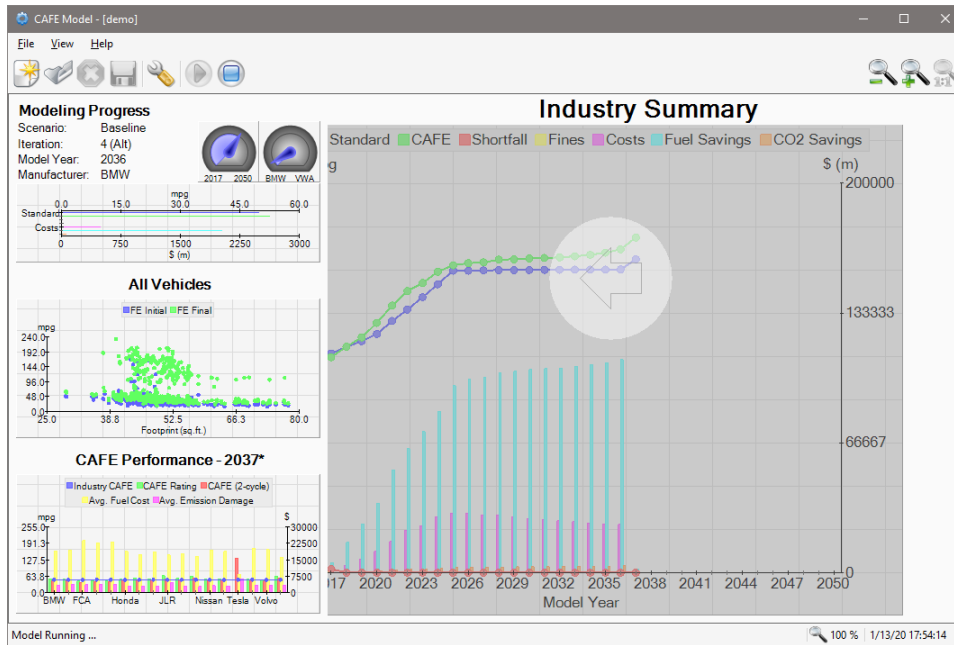 CAFE Model - [demo]
File View Help
1:1
Modeling Progress
Scenario: Baseline
Iteration: 4 (Alt)
Model Year: 2036
Manufacturer: BMW
2017 2050 BMW VWA
mpg
0.0 15.0 30.0 45.0 60.0
Standard
Costs
0 750 1500 2250 3000
$ (m)
All Vehicles
FE Initial FE Final
mpg
240.0
192.0
144.0
96.0
48.0
0.0
25.0 38.8 52.5 66.3 80.0
Footprint (sq.ft.)
CAFE Performance - 2037*
Industry CAFE CAFE Rating CAFE (2-cycle)
Avg. Fuel Cost Avg. Emission Damage
mpg $
255.0 30000
191.3 22500
127.5 15000
63.8 7500
0.0 0
BMW FCA Honda JLR Nissan Tesla Volvo
Industry Summary
Standard CAFE Shortfall Fines Costs Fuel Savings CO2 Savings
g $ (m)
200000
133333
66667
0
017 2020 2023 2026 2029 2032 2035 2038 2041 2044 2047 2050
Model Year
Model Running ... 100 % 1/13/20 17:54:14